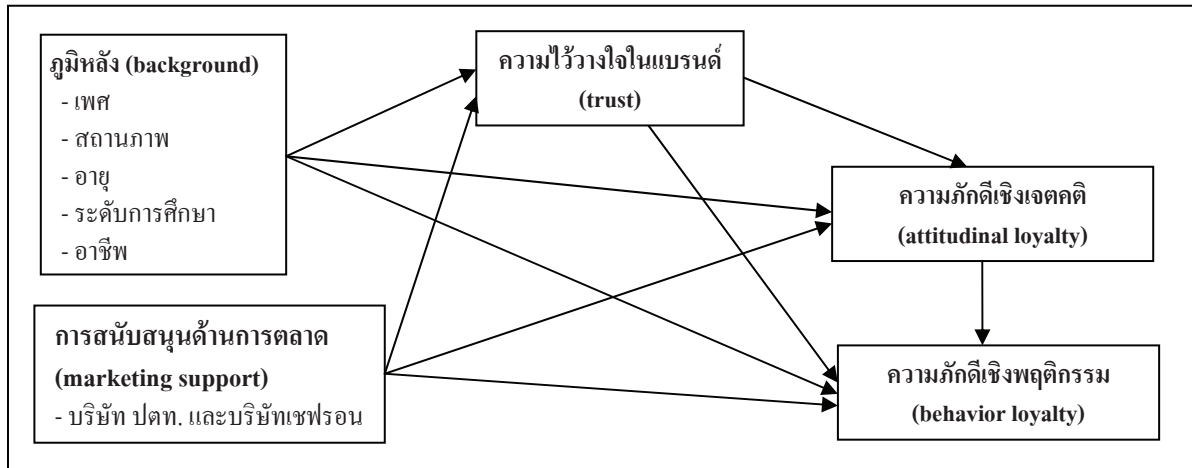 ภูมิหลัง (background)
- เพศ
- สถานภาพ
- อายุ
- ระดับการศึกษา
- อาชีพ
การสนับสนุนด้านการตลาด
(marketing support)
- บริษัท ปตท. และบริษัทเชฟรอน
ความไว้วางใจในแบรนด์
(trust)
ความภักดีเชิงเจตคติ
(attitudinal loyalty)
ความภักดีเชิงพฤติกรรม
(behavior loyalty)